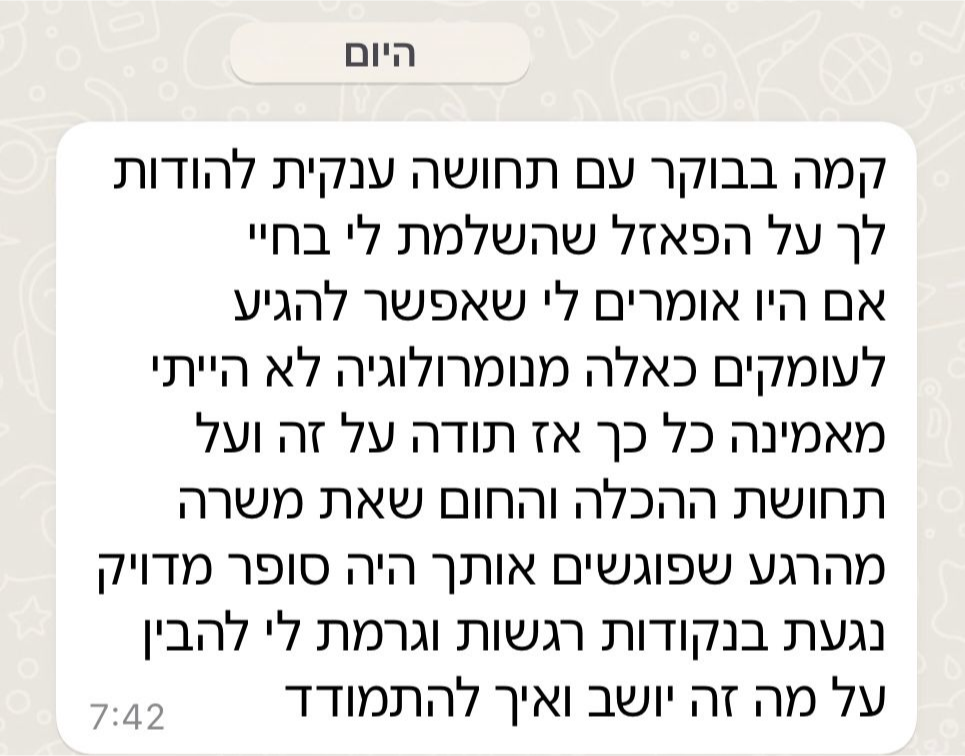 היום
קמה בבוקר עם תחושה ענקית להודות
לך על הפאזל שהשלמת לי בחיי
אם היו אומרים לי שאפשר להגיע
לעומקים כאלה מנומרולוגיה לא הייתי
מאמינה כל כך אז תודה על זה ועל
תחושת ההכלה והחום שאת משרה
מהרגע שפוגשים אותך היה סופר מדויק
נגעת בנקודות רגשות וגרמת לי להבין
על מה זה יושב ואיך להתמודד
7:42